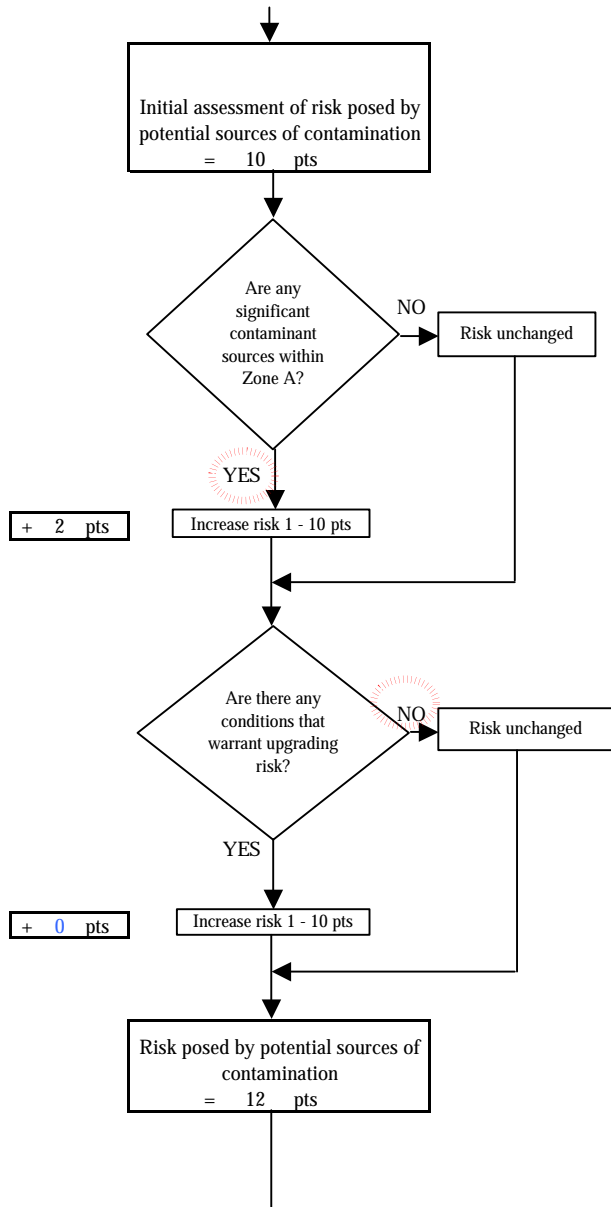 Initial assessment of risk posed by
potential sources of contamination
= 10 pts
Are any
significant
contaminant
sources within
Zone A?
NO
Risk unchanged
YES
+ 2 pts
Increase risk 1 - 10 pts
Are there any
conditions that
warrant upgrading
risk?
NO
Risk unchanged
YES
+ 0 pts
Increase risk 1 - 10 pts
Risk posed by potential sources of
contamination
= 12 pts